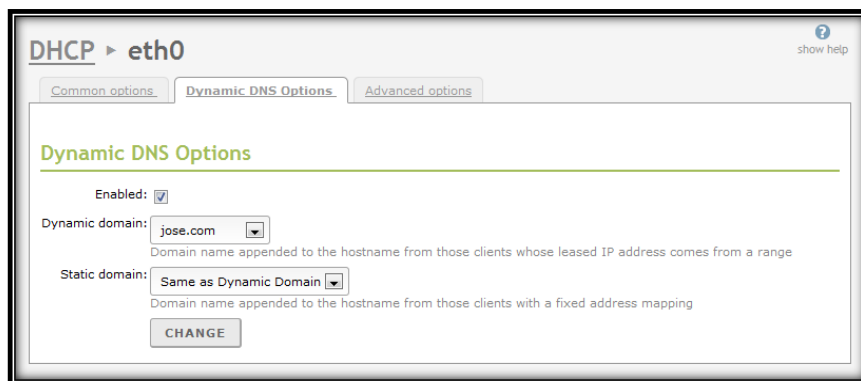 DHCP ▸ eth0
show help
Common options
Dynamic DNS Options
Advanced options
Dynamic DNS Options
Enabled:
Dynamic domain: jose.com
Domain name appended to the hostname from those clients whose leased IP address comes from a range
Static domain: Same as Dynamic Domain
Domain name appended to the hostname from those clients with a fixed address mapping
CHANGE